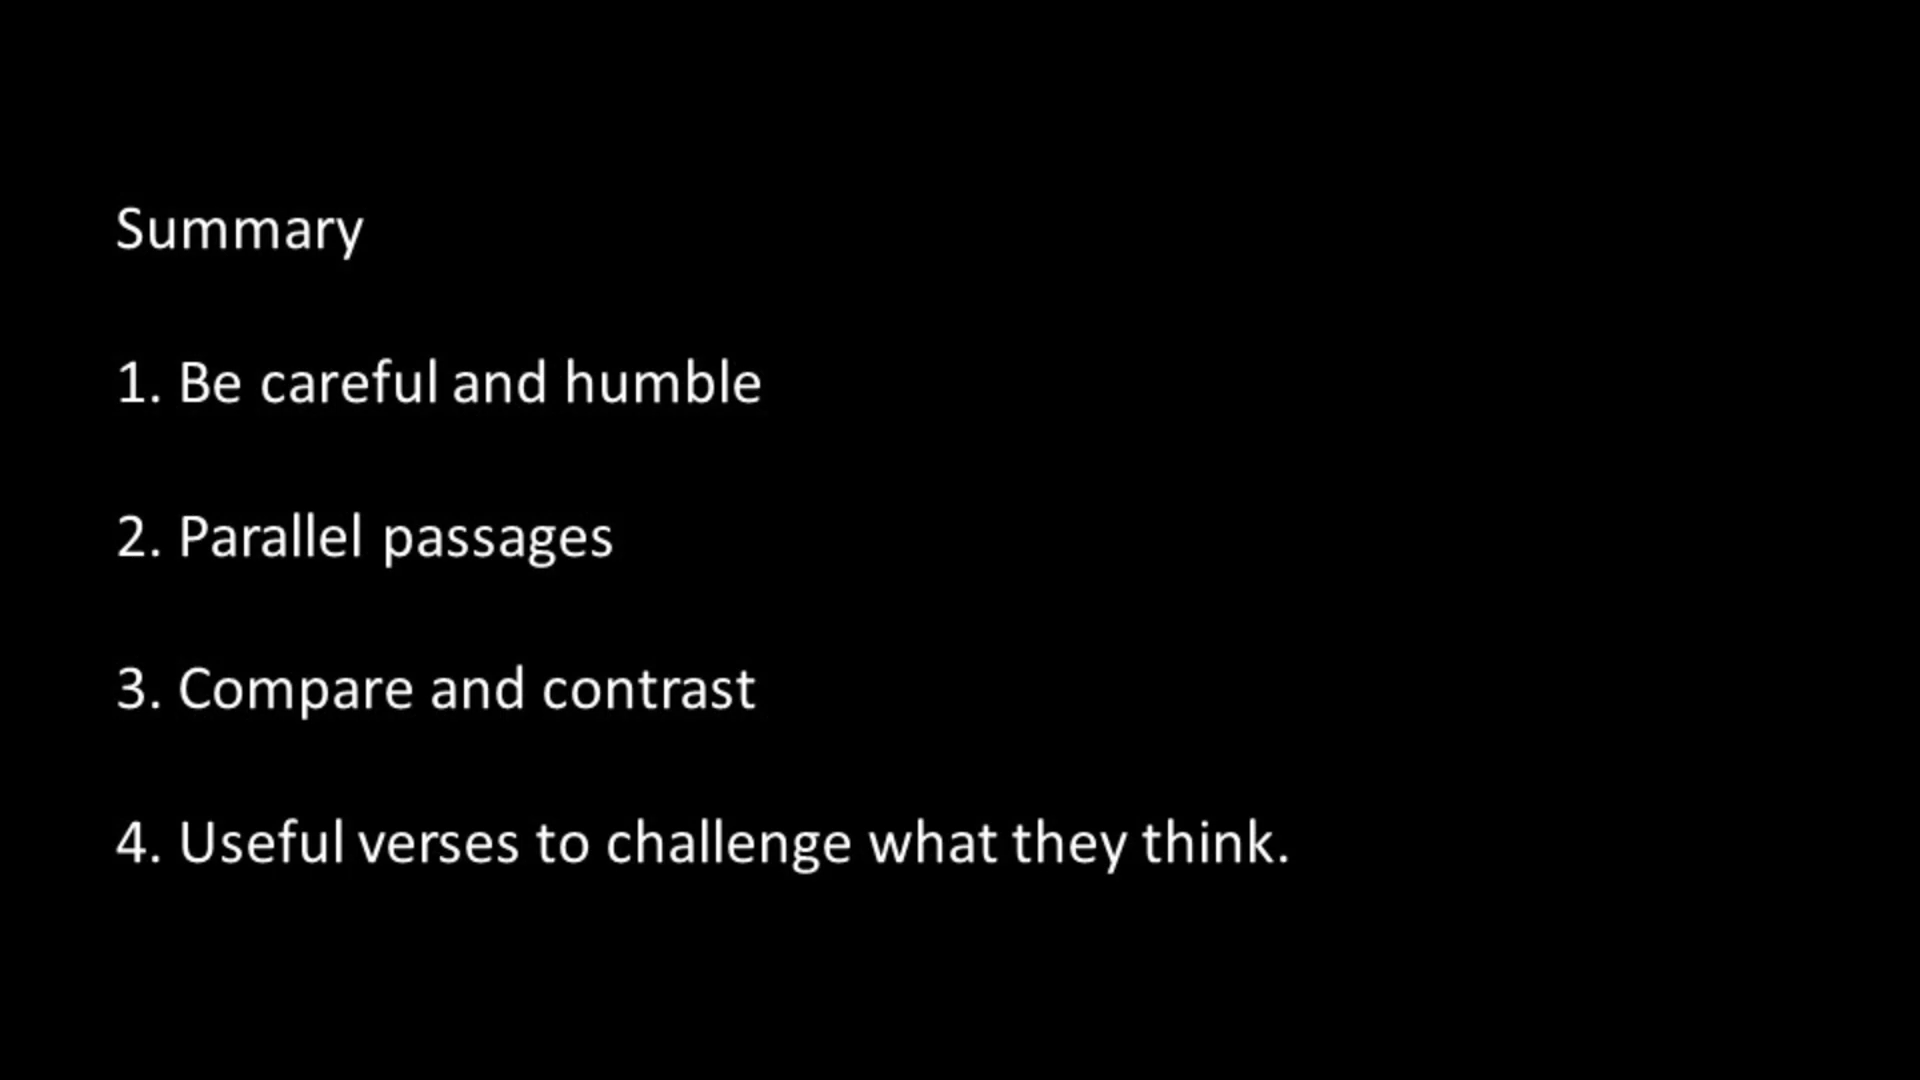 Summary
1. Be careful and humble
2. Parallel passages
3. Compare and contrast
4. Useful verses to challenge what they think.